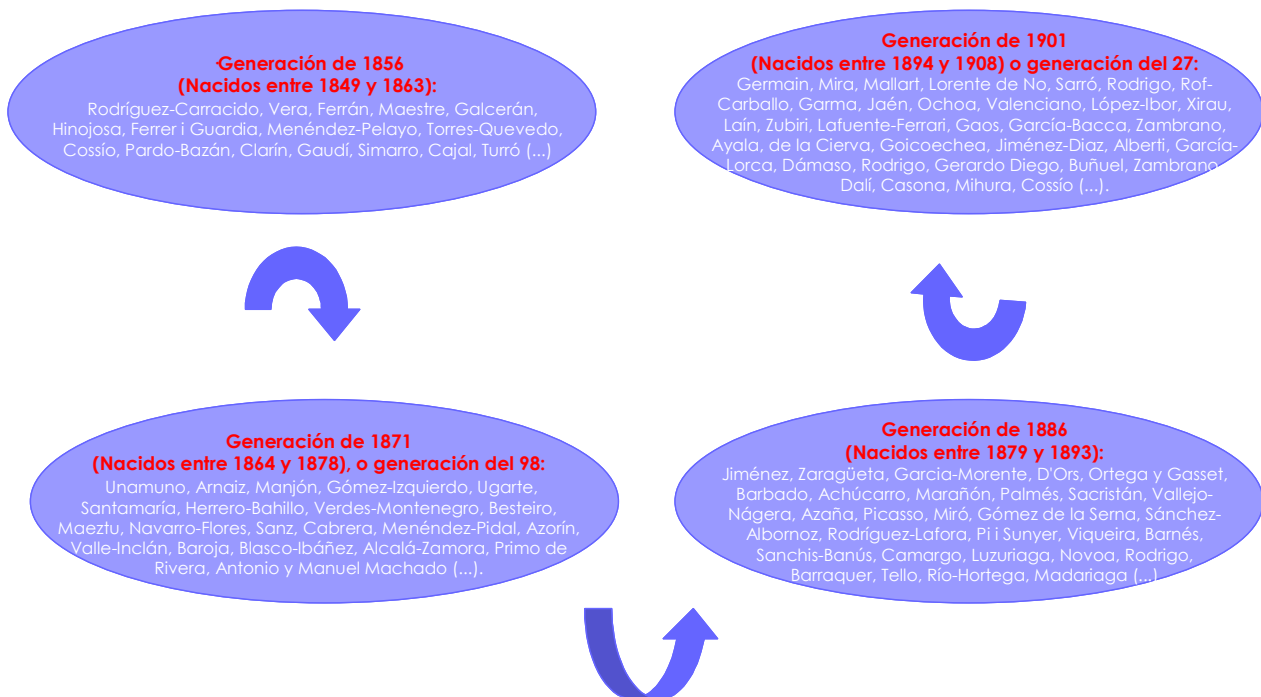 ·Generación de 1856
(Nacidos entre 1849 y 1863):
Rodríguez-Carracido, Vera, Ferrán, Maestre, Galcerán,
Hinojosa, Ferrer i Guardia, Menéndez-Pelayo, Torres-Quevedo,
Cossío, Pardo-Bazán, Clarín, Gaudí, Simarro, Cajal, Turró (...)
Generación de 1871
(Nacidos entre 1864 y 1878), o generación del 98:
Unamuno, Arnaiz, Manjón, Gómez-Izquierdo, Ugarte,
Santamaría, Herrero-Bahillo, Verdes-Montenegro, Besteiro,
Maeztu, Navarro-Flores, Sanz, Cabrera, Menéndez-Pidal, Azorín,
Valle-Inclán, Baroja, Blasco-Ibáñez, Alcalá-Zamora, Primo de
Rivera, Antonio y Manuel Machado (...).
Generación de 1886
(Nacidos entre 1879 y 1893):
Jiménez, Zaragüeta, Garcia-Morente, D'Ors, Ortega y Gasset,
Barbado, Achúcarro, Marañón, Palmés, Sacristán, Vallejo-
Nágera, Azaña, Picasso, Miró, Gómez de la Serna, Sánchez-
Albornoz, Rodríguez-Lafora, Pi i Sunyer, Viqueira, Barnés,
Sanchis-Banús, Camargo, Luzuriaga, Novoa, Rodrigo,
Barraquer, Tello, Río-Hortega, Madariaga (...)
Generación de 1901
(Nacidos entre 1894 y 1908) o generación del 27:
Germain, Mira, Mallart, Lorente de No, Sarró, Rodrigo, Rof-
Carballo, Garma, Jaén, Ochoa, Valenciano, López-Ibor, Xirau,
Laín, Zubiri, Lafuente-Ferrari, Gaos, García-Bacca, Zambrano,
Ayala, de la Cierva, Goicoechea, Jiménez-Diaz, Alberti, García-
Lorca, Dámaso, Rodrigo, Gerardo Diego, Buñuel, Zambrano,
Dalí, Casona, Mihura, Cossío (...).